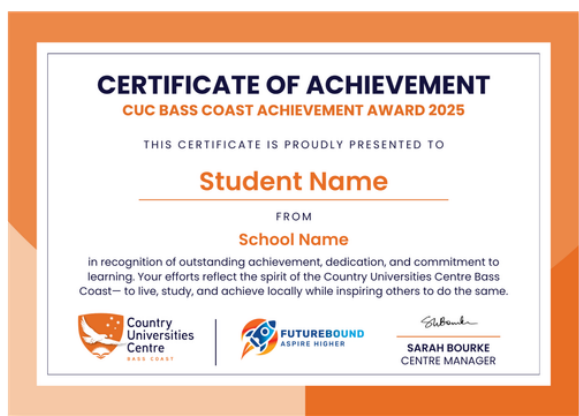 CERTIFICATE OF ACHIEVEMENT
CUC BASS COAST ACHIEVEMENT AWARD 2025
THIS CERTIFICATE IS PROUDLY PRESENTED TO
Student Name
FROM
School Name
in recognition of outstanding achievement, dedication, and commitment to
learning. Your efforts reflect the spirit of the Country Universities Centre Bass
Coast— to live, study, and achieve locally while inspiring others to do the same.
Country
Universities
Centre
BASS COAST
FUTUREBOUND
ASPIRE HIGHER
SBourke
SARAH BOURKE
CENTRE MANAGER